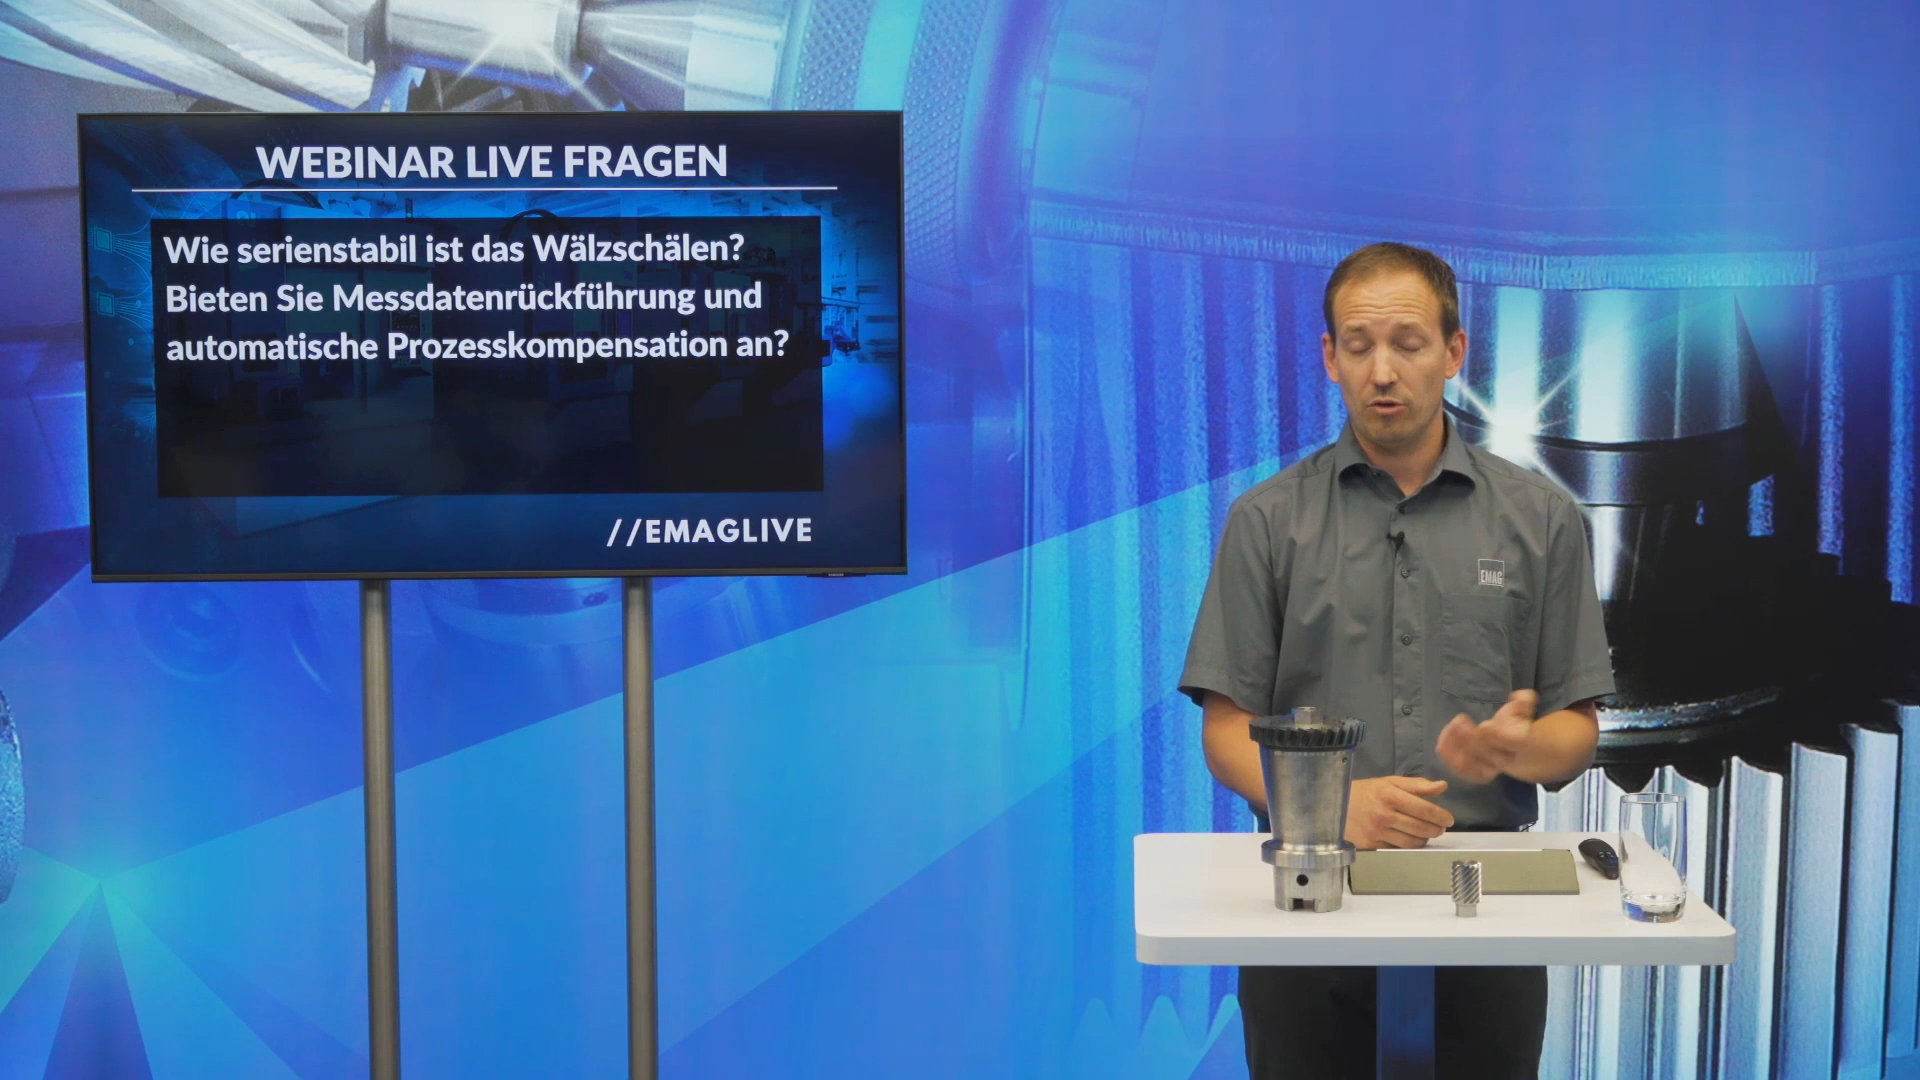 WEBINAR LIVE FRAGEN
Wie serienstabil ist das Wälzschälen?
Bieten Sie Messdatenrückführung und
automatische Prozesskompensation an?
//EMAGLIVE
EMAG